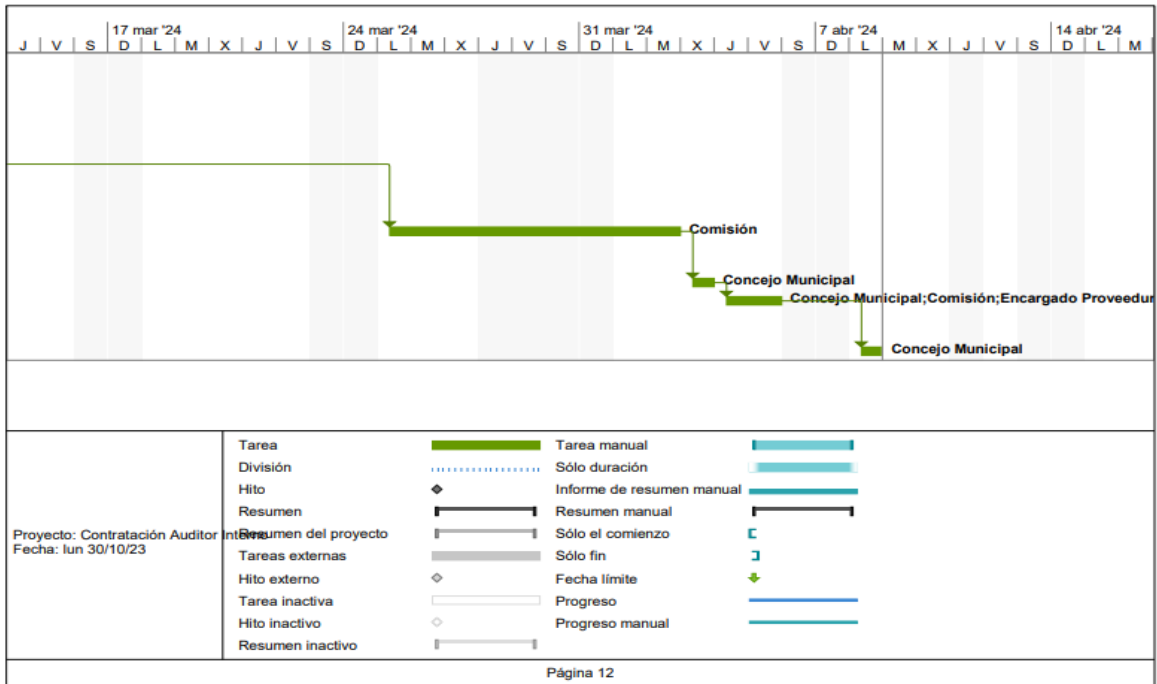 17 mar '24 24 mar '24 31 mar '24 7 abr '24 14 abr '24
J V S D L M X J V S D L M X J V S D L M X J V S D L M X J V S D L M
Comisión
Concejo Municipal
Concejo Municipal;Comisión;Encargado Proveedur
Concejo Municipal
Proyecto: Contratación Auditor Interno
Fecha: lun 30/10/23
Tarea
División
Hito
Resumen
Resumen del proyecto
Tareas externas
Hito externo
Tarea inactiva
Hito inactivo
Resumen inactivo
Tarea manual
Sólo duración
Informe de resumen manual
Resumen manual
Sólo el comienzo
Sólo fin
Fecha límite
Progreso
Progreso manual
Página 12